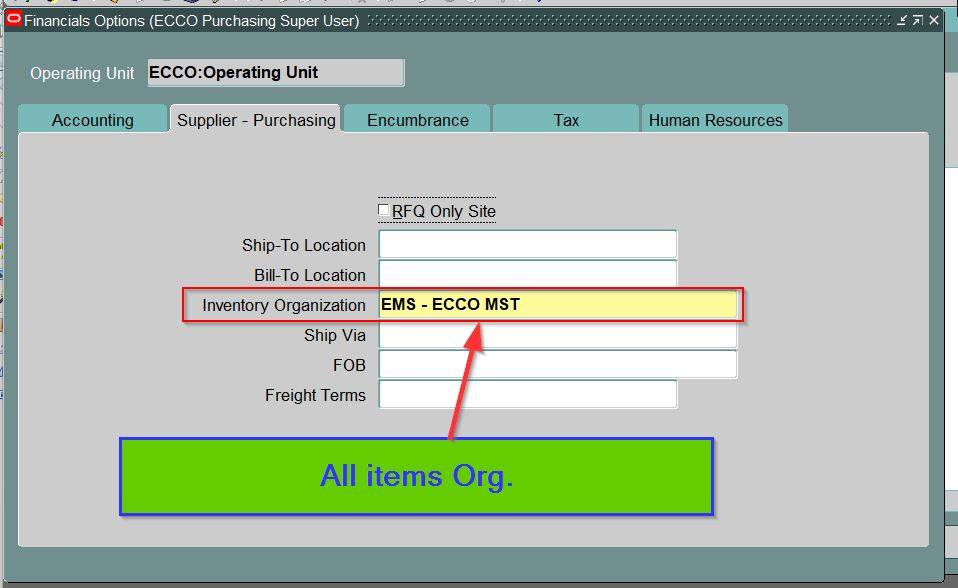 Financials Options (ECCO Purchasing Super User)
Operating Unit ECCO:Operating Unit
Accounting Supplier - Purchasing Encumbrance Tax Human Resources
RFQ Only Site
Ship-To Location
Bill-To Location
Inventory Organization EMS - ECCO MST
Ship Via
FOB
Freight Terms
All items Org.